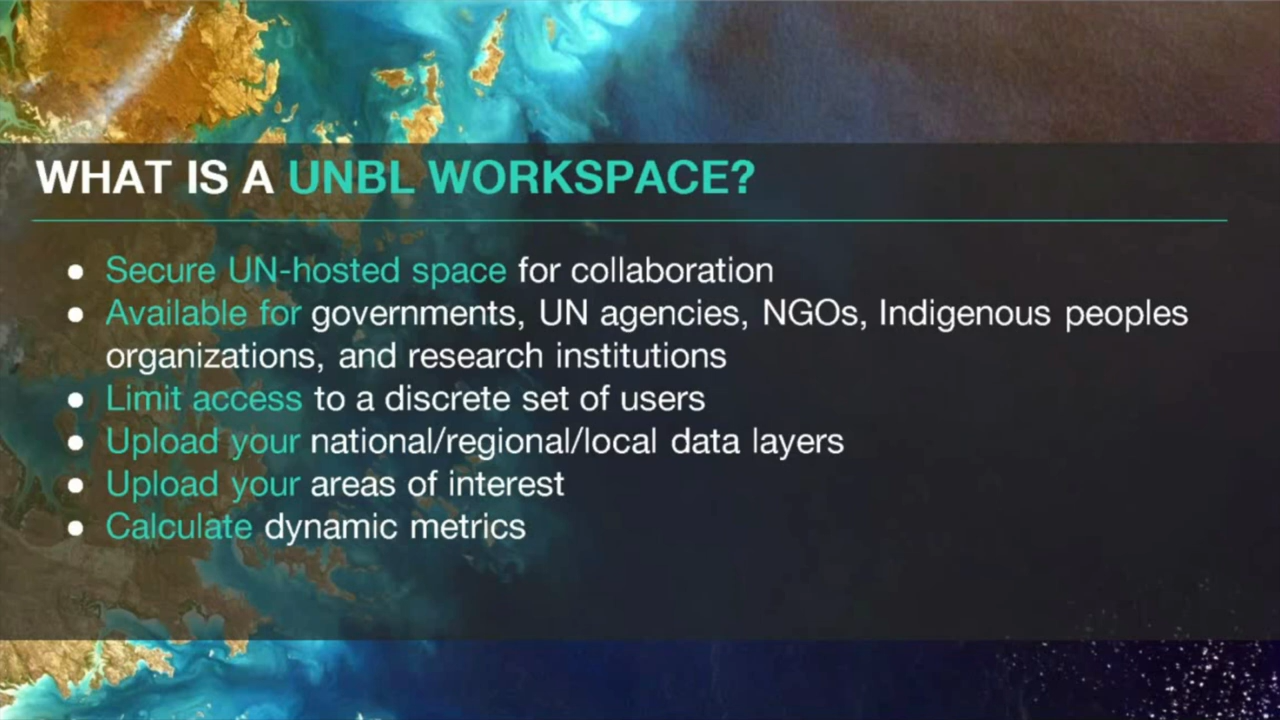 WHAT IS A UNBL WORKSPACE?
● Secure UN-hosted space for collaboration
● Available for governments, UN agencies, NGOs, Indigenous peoples
organizations, and research institutions
● Limit access to a discrete set of users
● Upload your national/regional/local data layers
● Upload your areas of interest
● Calculate dynamic metrics